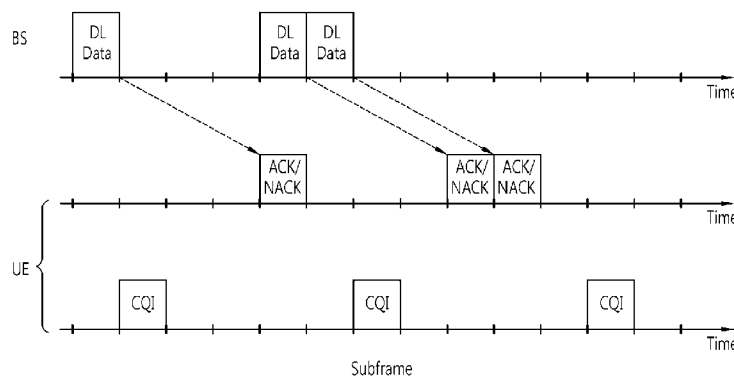 BS
DL
Data
DL
Data
DL
Data
Time
ACK/
NACK
ACK/
NACK
ACK/
NACK
Time
UE
CQI
CQI
CQI
Time
Subframe